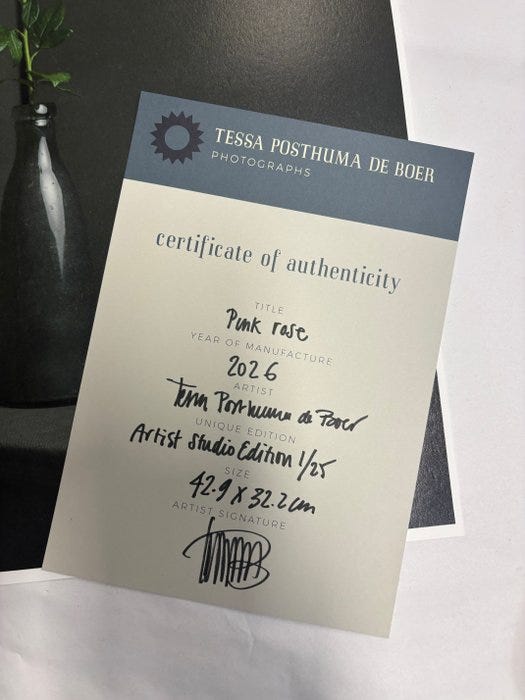 TESSA POSTHUMA DE BOER
PHOTOGRAPHS
certificate of authenticity
TITLE
Pink rose
YEAR OF MANUFACTURE
2026
ARTIST
Tessa Posthuma de Boer
UNIQUE EDITION
Artist Studio Edition 1/25
SIZE
42.9 x 32.2 cm
ARTIST SIGNATURE